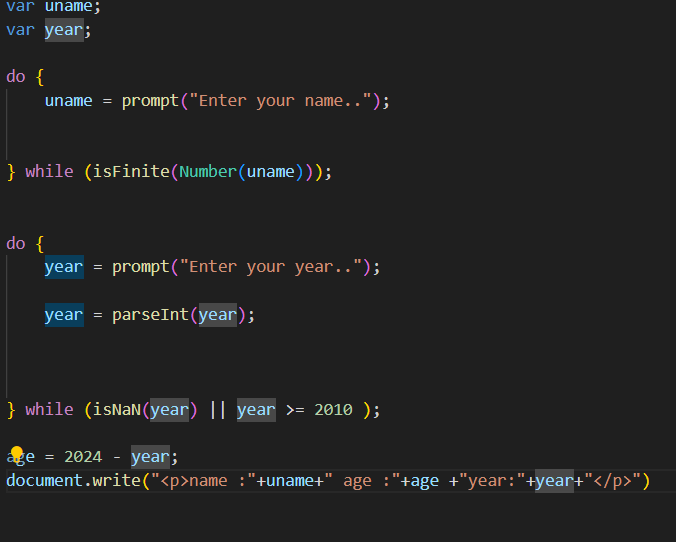 var uname;
var year;
do {
uname = prompt("Enter your name..");
} while (isFinite(Number(uname)));
do {
year = prompt("Enter your year..");
year = parseInt(year);
} while (isNaN(year) || year >= 2010 );
age = 2024 - year;
document.write("<p>name :"+uname+" age :"+age +"year:"+year+"</p>")